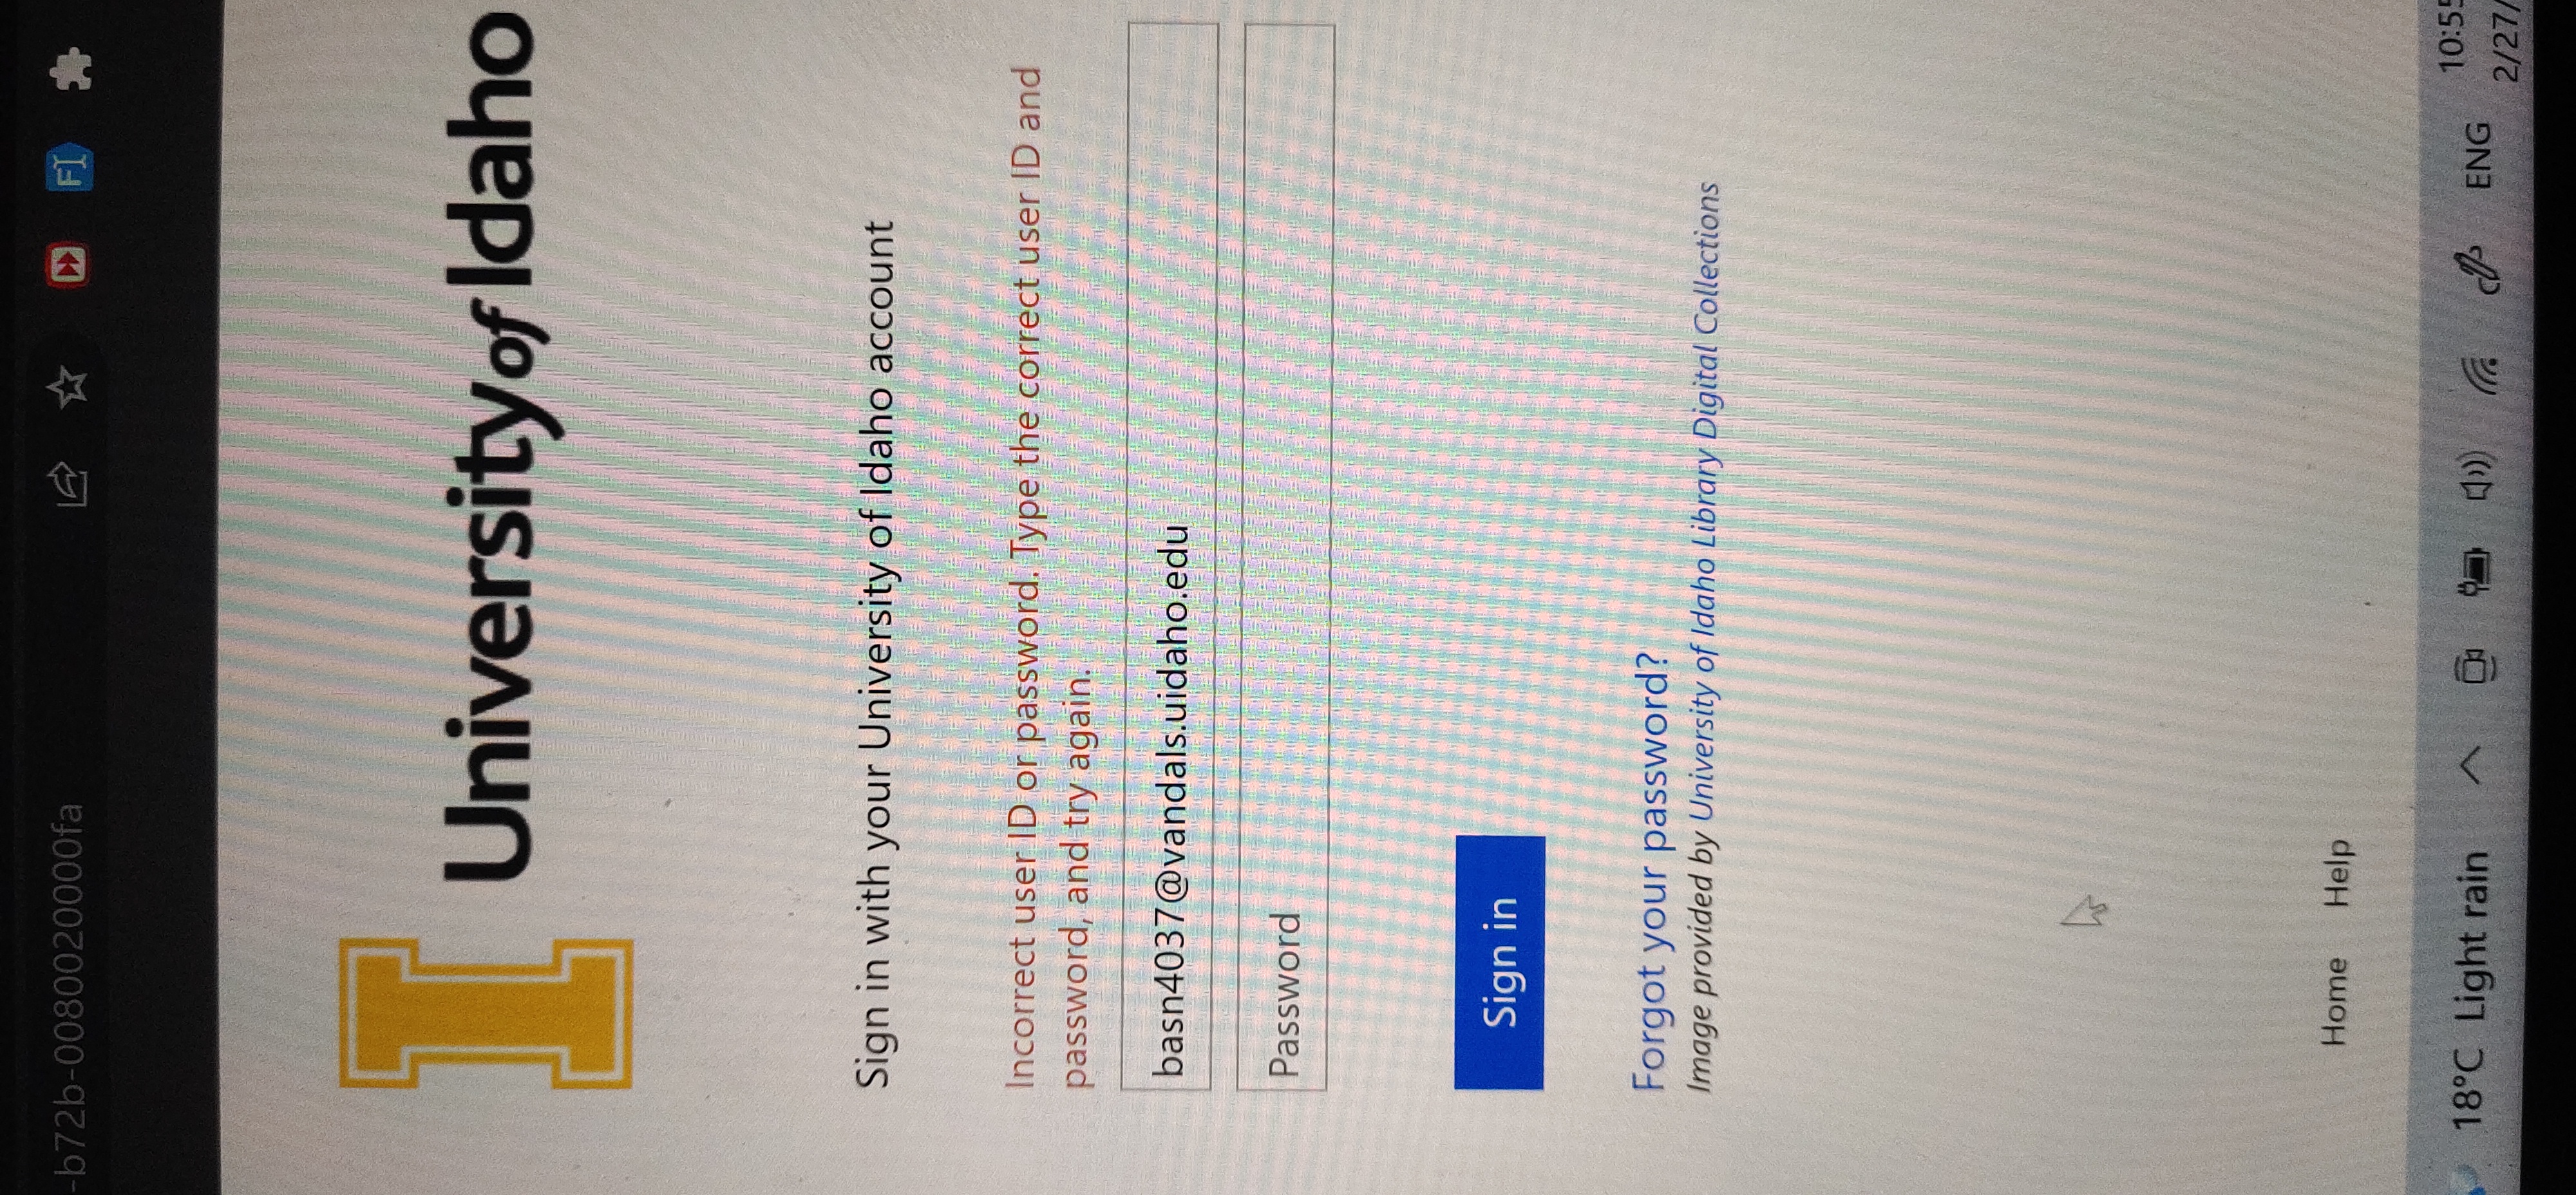 -b72b-0080020000fa
FI
I
University of Idaho
Sign in with your University of Idaho account
Incorrect user ID or password. Type the correct user ID and
password, and try again.
basn4037@vandals.uidaho.edu
Password
Sign in
Forgot your password?
Image provided by University of Idaho Library Digital Collections
Home Help
18°C Light rain
ENG
10:55
2/27/